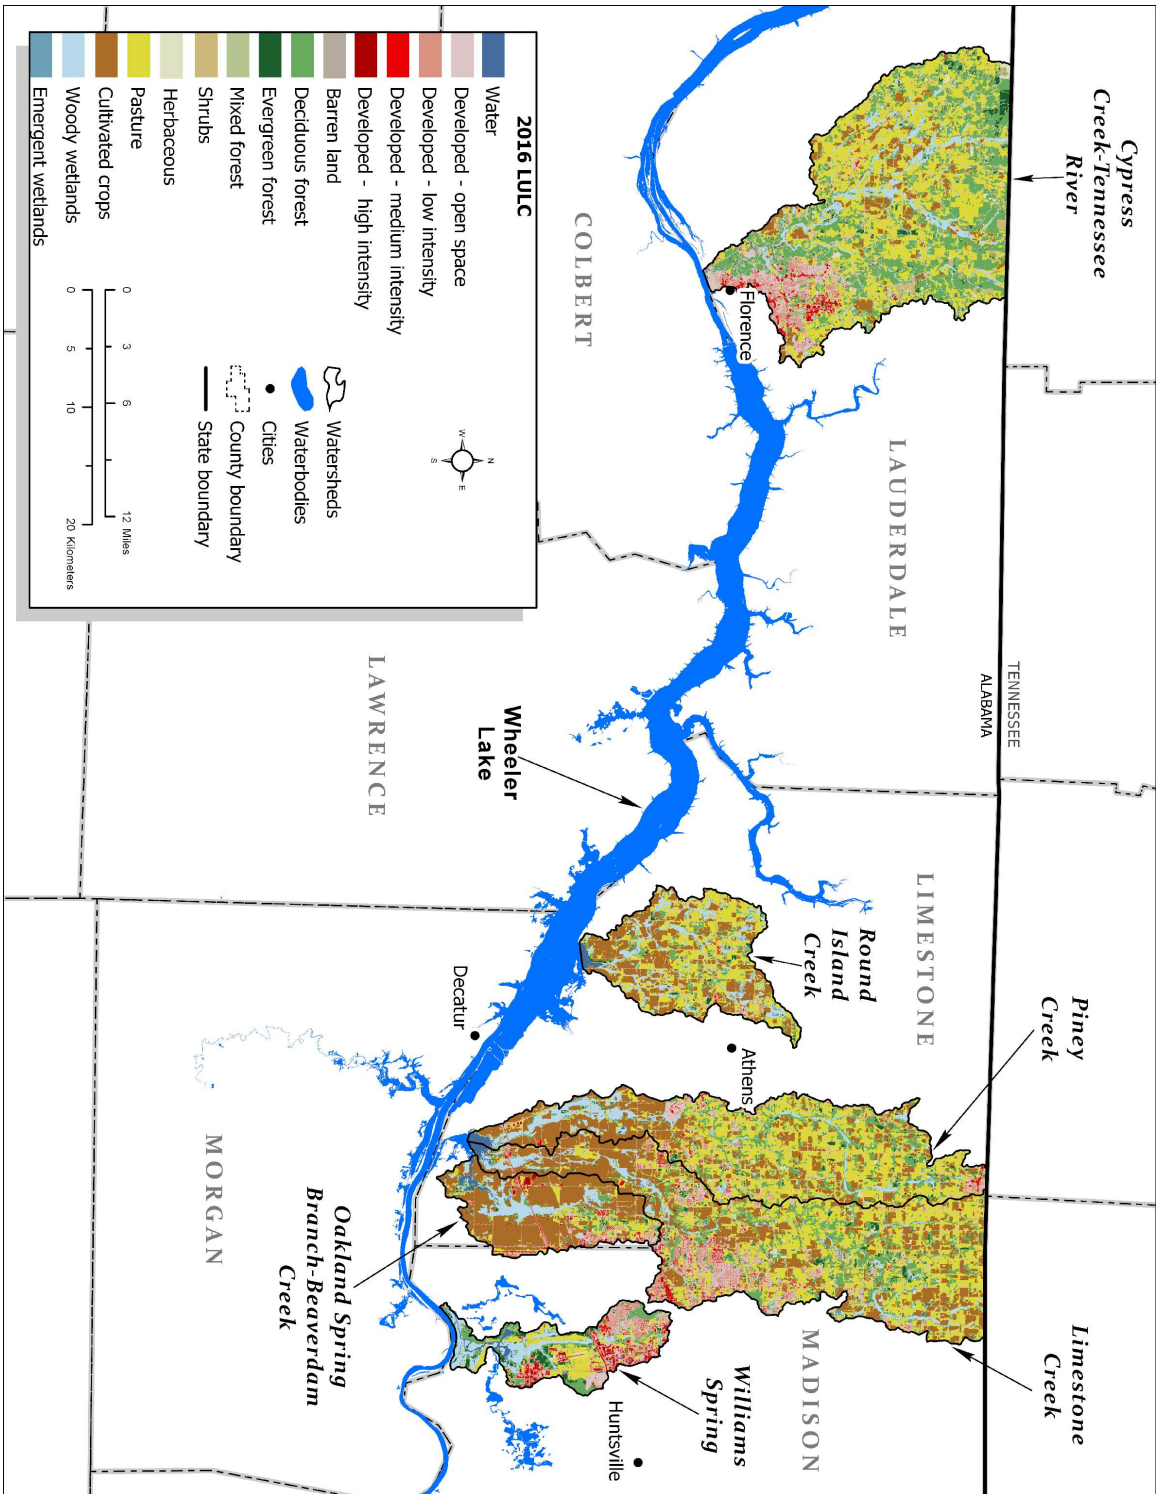 Cypress
Creek-Tennessee
River
Florence
COLBERT
LAUDERDALE
TENNESSEE
ALABAMA
Wheeler
Lake
LAWRENCE
LIMESTONE
Round
Island
Creek
Piney
Creek
Athens
Decatur
MORGAN
Oakland Spring
Branch-Beaverdam
Creek
Limestone
Creek
MADISON
Williams
Spring
Huntsville
2016 LULC
Water
Developed - open space
Developed - low intensity
Developed - medium intensity
Developed - high intensity
Barren land
Deciduous forest
Evergreen forest
Mixed forest
Shrubs
Herbaceous
Pasture
Cultivated crops
Woody wetlands
Emergent wetlands
N
W
E
S
Watersheds
Waterbodies
Cities
County boundary
State boundary
0 3 6 12 Miles
0 5 10 20 Kilometers